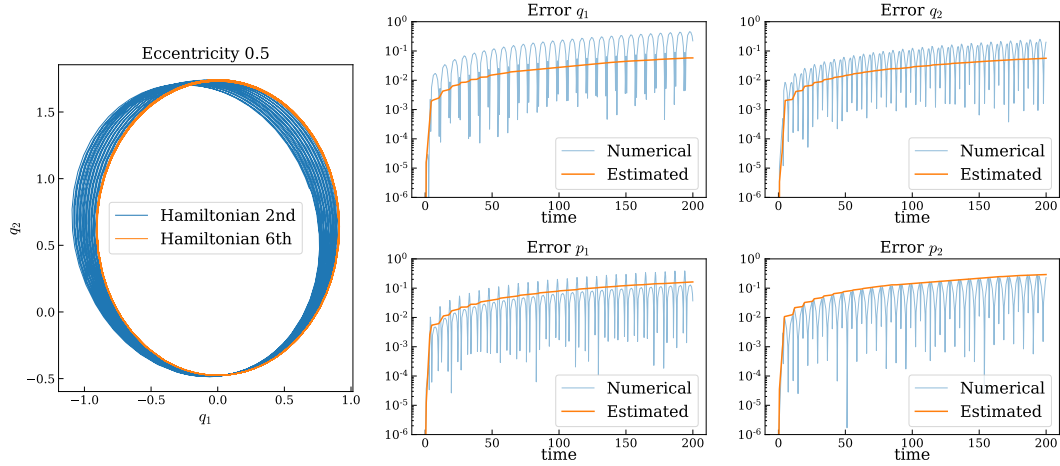 Eccentricity 0.5
q2
1.5
1.0
0.5
0.0
−0.5
Hamiltonian 2nd
Hamiltonian 6th
−1.0 −0.5 0.0 0.5 1.0
q1
Error q1
10^0
10^-1
10^-2
10^-3
10^-4
10^-5
10^-6
Numerical
Estimated
0 50 100 150 200
time
Error q2
10^0
10^-1
10^-2
10^-3
10^-4
10^-5
10^-6
Numerical
Estimated
0 50 100 150 200
time
Error p1
10^0
10^-1
10^-2
10^-3
10^-4
10^-5
10^-6
Numerical
Estimated
0 50 100 150 200
time
Error p2
10^0
10^-1
10^-2
10^-3
10^-4
10^-5
10^-6
Numerical
Estimated
0 50 100 150 200
time